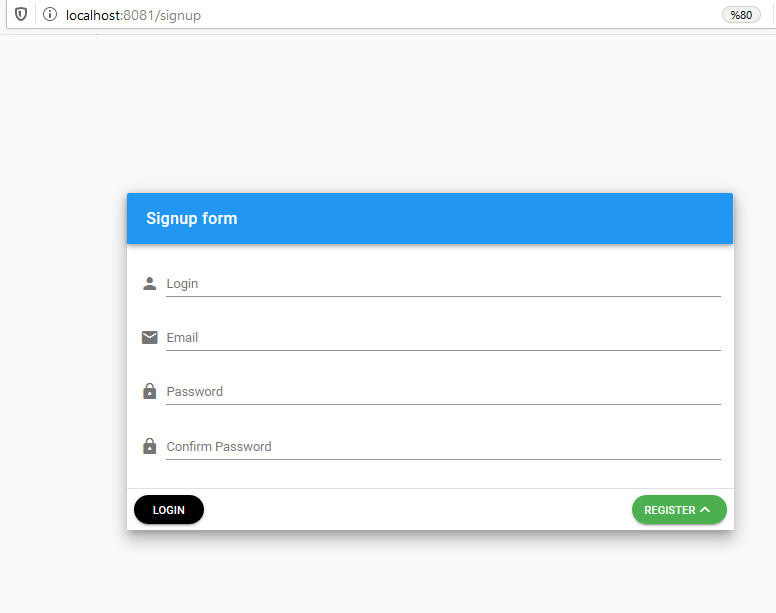 localhost:8081/signup
%80
Signup form
Login
Email
Password
Confirm Password
LOGIN
REGISTER